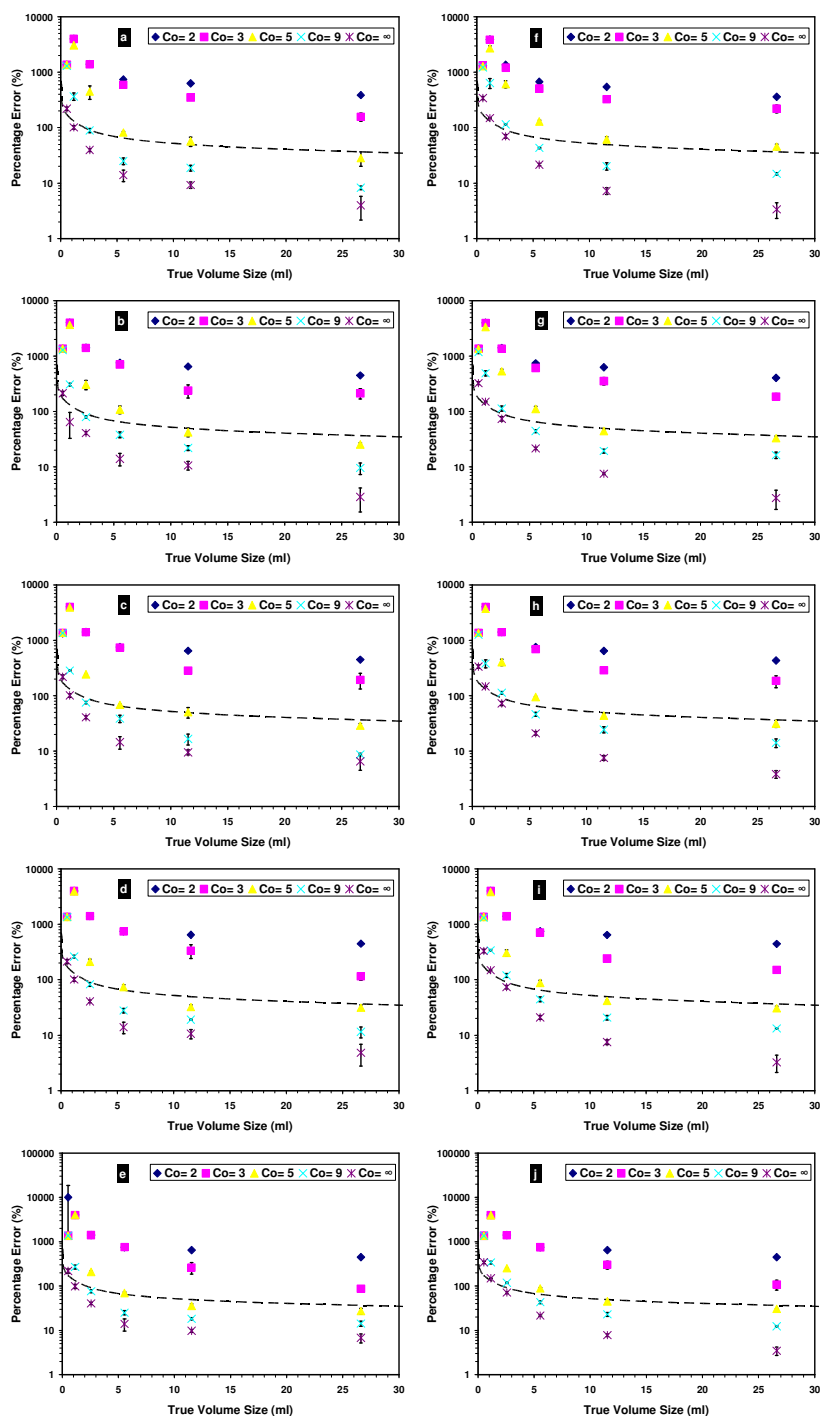 a
Co= 2 Co= 3 Co= 5 Co= 9 Co= ∞
Percentage Error (%)
10000
1000
100
10
1
0 5 10 15 20 25 30
True Volume Size (ml)
f
Co= 2 Co= 3 Co= 5 Co= 9 Co= ∞
Percentage Error (%)
10000
1000
100
10
1
0 5 10 15 20 25 30
True Volume Size (ml)
b
Co= 2 Co= 3 Co= 5 Co= 9 Co= ∞
Percentage Error (%)
10000
1000
100
10
1
0 5 10 15 20 25 30
True Volume Size (ml)
g
Co= 2 Co= 3 Co= 5 Co= 9 Co= ∞
Percentage Error (%)
10000
1000
100
10
1
0 5 10 15 20 25 30
True Volume Size (ml)
c
Co= 2 Co= 3 Co= 5 Co= 9 Co= ∞
Percentage Error (%)
10000
1000
100
10
1
0 5 10 15 20 25 30
True Volume Size (ml)
h
Co= 2 Co= 3 Co= 5 Co= 9 Co= ∞
Percentage Error (%)
10000
1000
100
10
1
0 5 10 15 20 25 30
True Volume Size (ml)
d
Co= 2 Co= 3 Co= 5 Co= 9 Co= ∞
Percentage Error (%)
10000
1000
100
10
1
0 5 10 15 20 25 30
True Volume Size (ml)
i
Co= 2 Co= 3 Co= 5 Co= 9 Co= ∞
Percentage Error (%)
10000
1000
100
10
1
0 5 10 15 20 25 30
True Volume Size (ml)
e
Co= 2 Co= 3 Co= 5 Co= 9 Co= ∞
Percentage Error (%)
100000
10000
1000
100
10
1
0 5 10 15 20 25 30
True Volume Size (ml)
j
Co= 2 Co= 3 Co= 5 Co= 9 Co= ∞
Percentage Error (%)
100000
10000
1000
100
10
1
0 5 10 15 20 25 30
True Volume Size (ml)